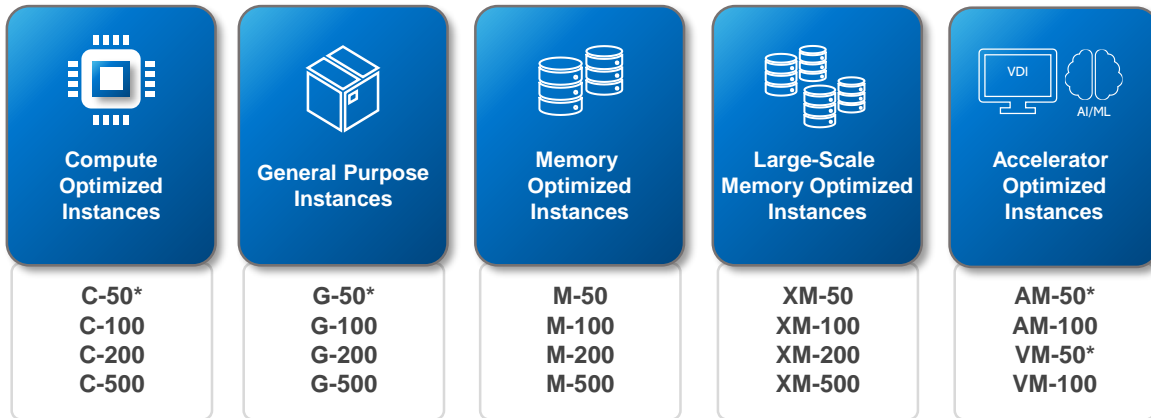 Compute
Optimized
Instances
C-50*
C-100
C-200
C-500
General Purpose
Instances
G-50*
G-100
G-200
G-500
Memory
Optimized
Instances
M-50
M-100
M-200
M-500
Large-Scale
Memory Optimized
Instances
XM-50
XM-100
XM-200
XM-500
VDI
AI/ML
Accelerator
Optimized
Instances
AM-50*
AM-100
VM-50*
VM-100